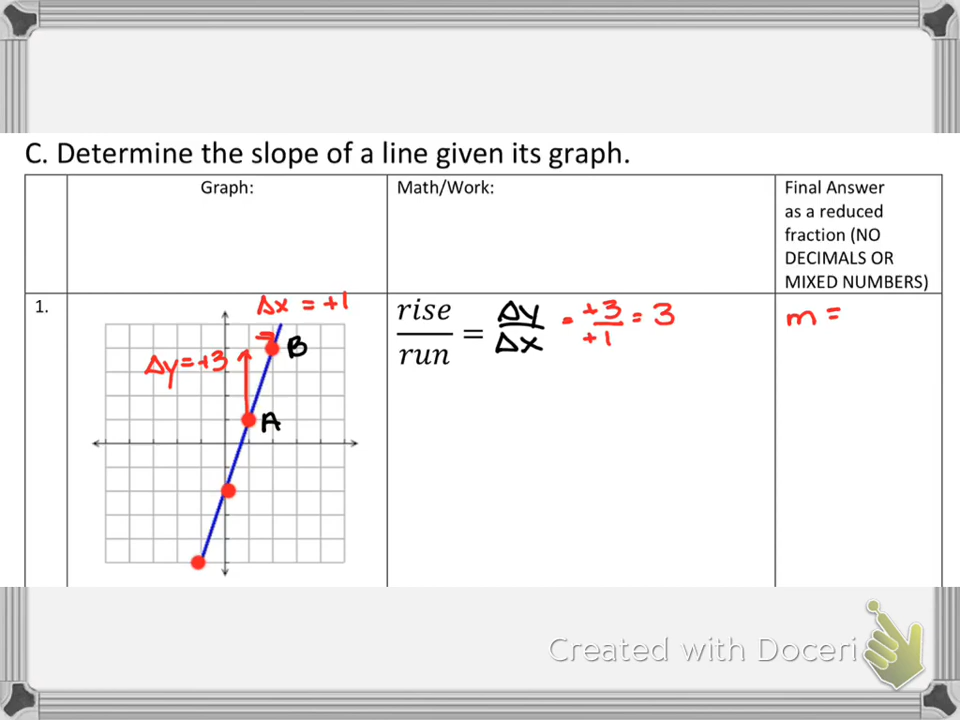 C. Determine the slope of a line given its graph.
Graph:
Math/Work:
Final Answer
as a reduced
fraction (NO
DECIMALS OR
MIXED NUMBERS)
1.
Δx = +1
Δy = +3
B
A
rise/run = Δy/Δx = +3/+1 = 3
m =
Created with Doceri